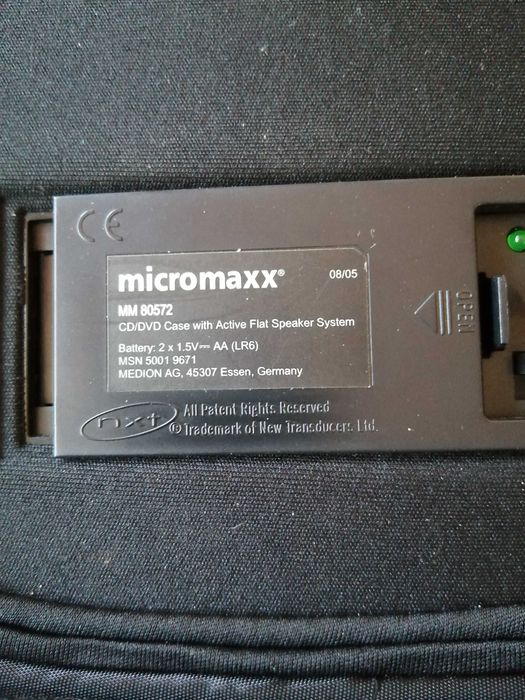 CE
micromaxx®
08/05
MM 80572
CD/DVD Case with Active Flat Speaker System
Battery: 2 x 1.5V⎓ AA (LR6)
MSN 5001 9671
MEDION AG, 45307 Essen, Germany
OPEN
nxt
All Patent Rights Reserved
© Trademark of New Transducers Ltd.